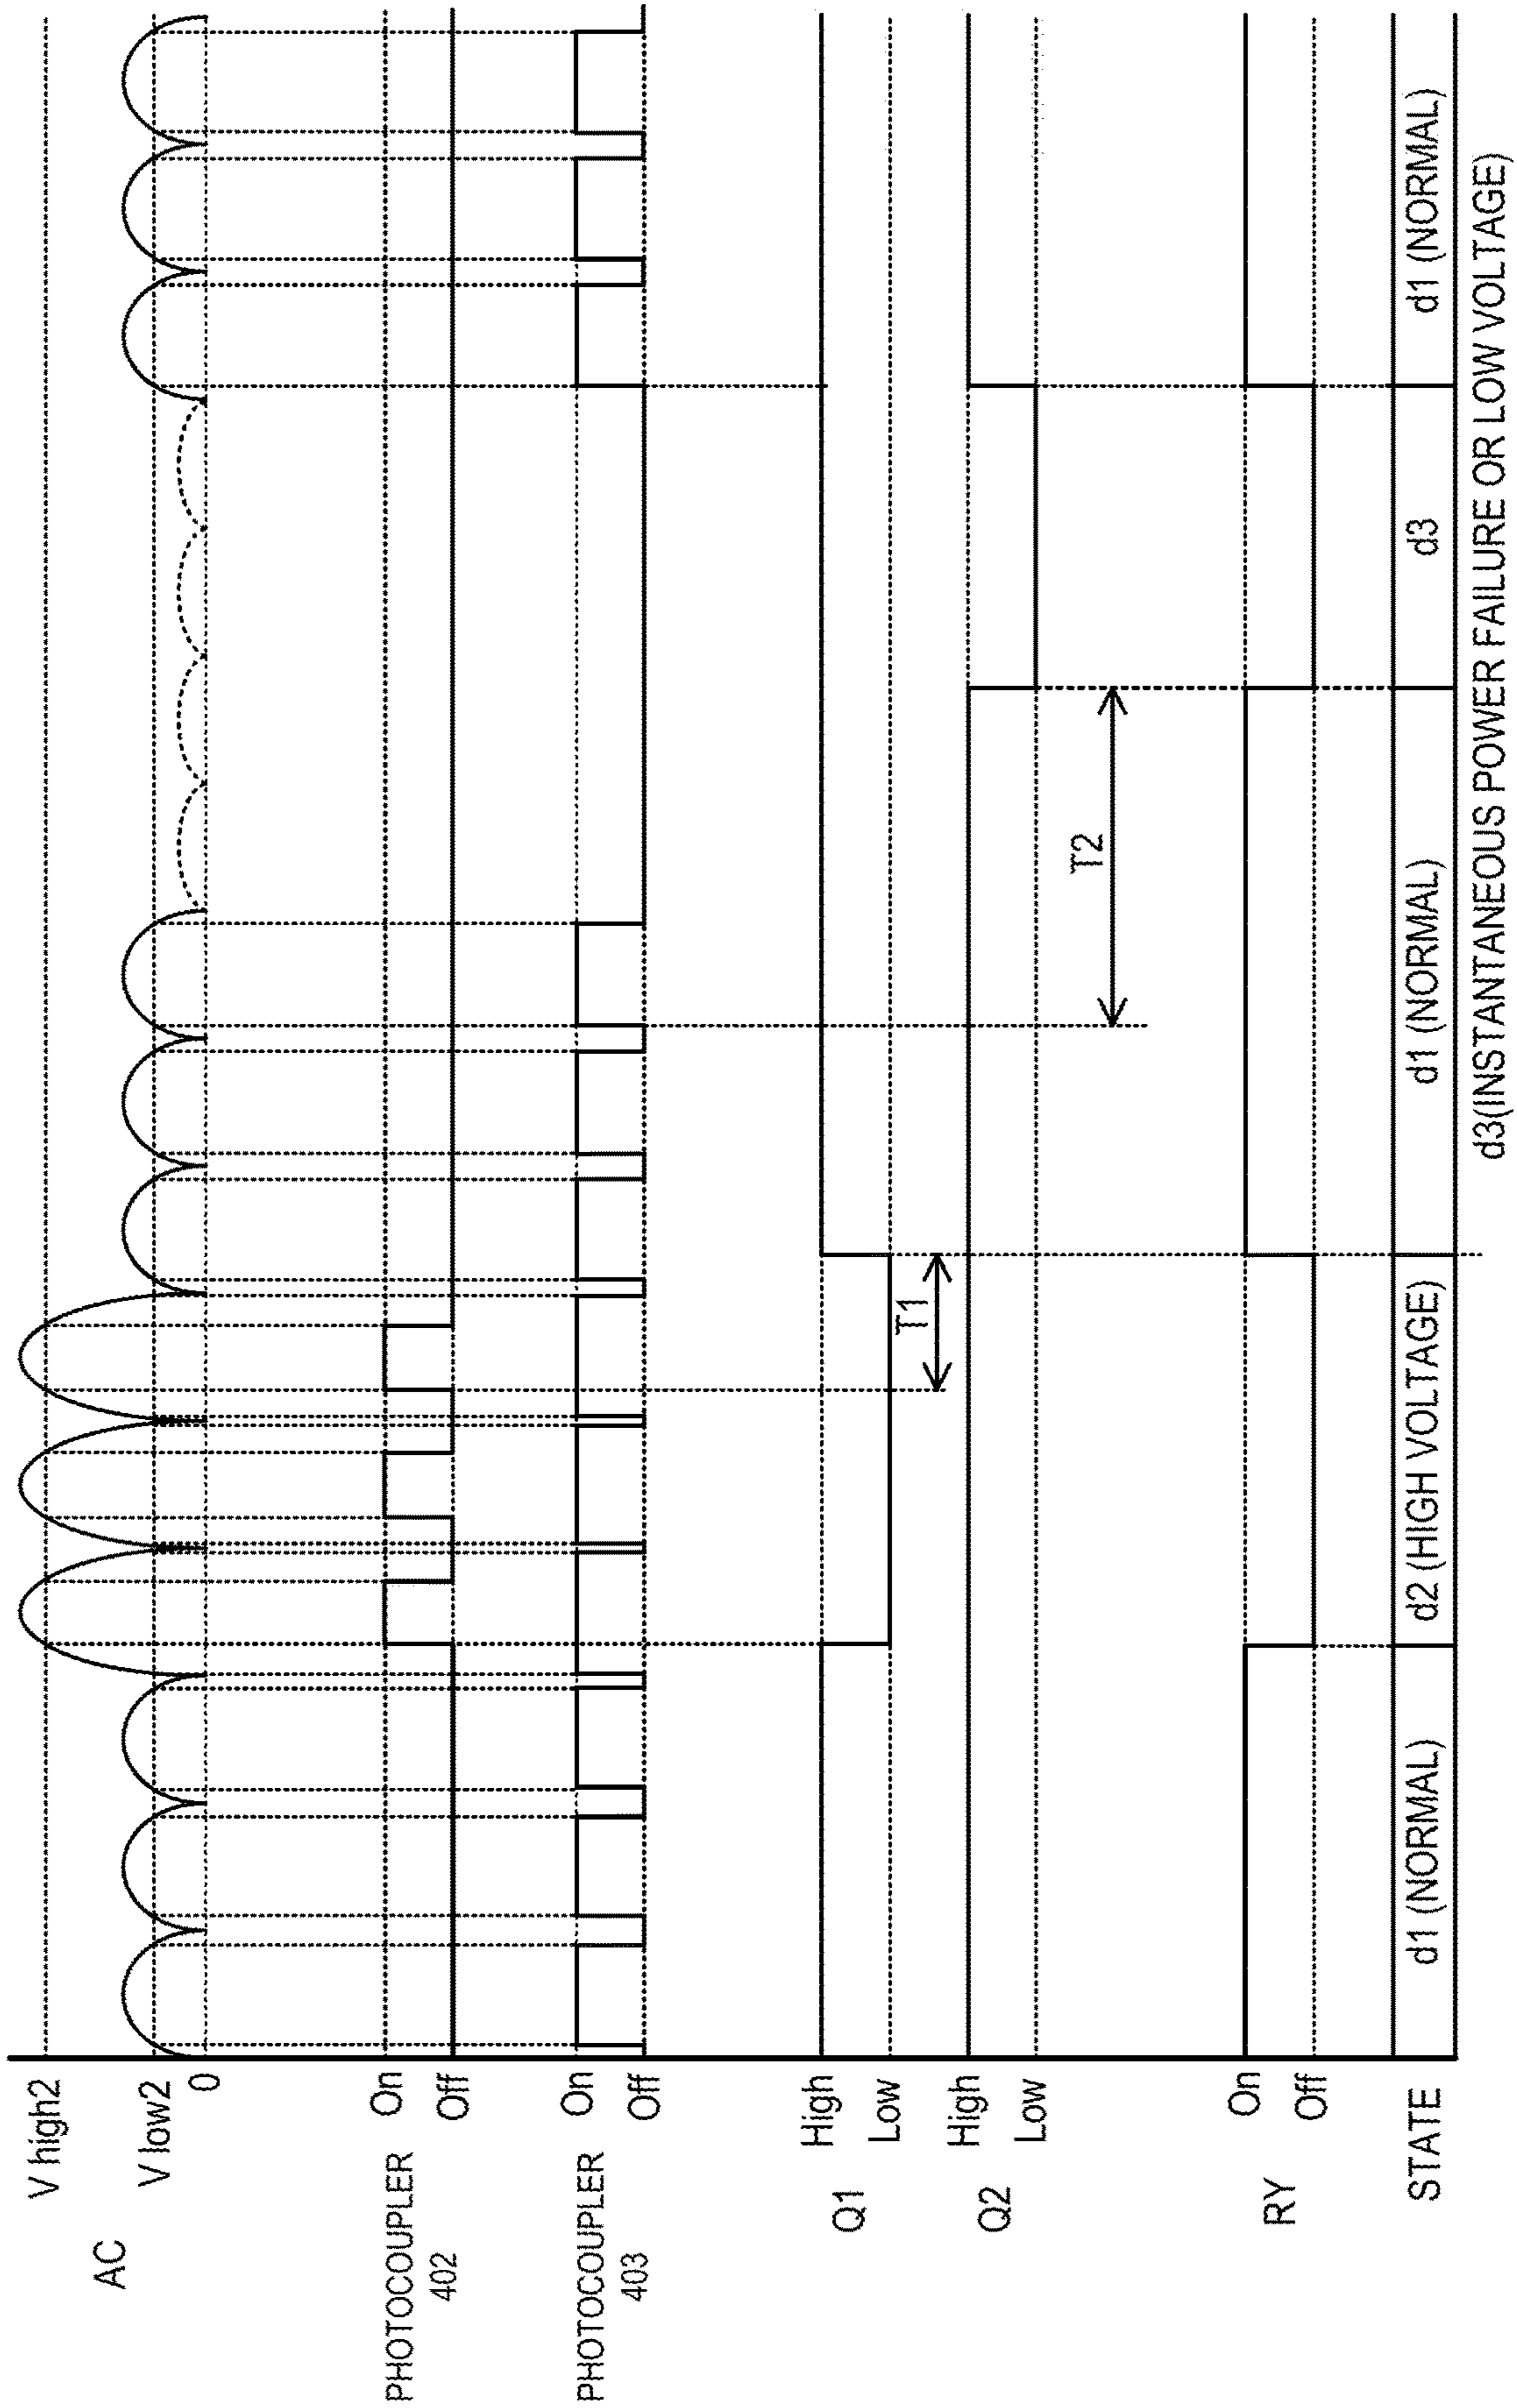 AC
V high2
V low2
0
PHOTOCOUPLER
402
On
Off
PHOTOCOUPLER
403
On
Off
Q1
High
Low
T1
Q2
High
Low
T2
RY
On
Off
STATE
d1 (NORMAL)
d2 (HIGH VOLTAGE)
d1 (NORMAL)
d3
d1 (NORMAL)
d3(INSTANTANEOUS POWER FAILURE OR LOW VOLTAGE)